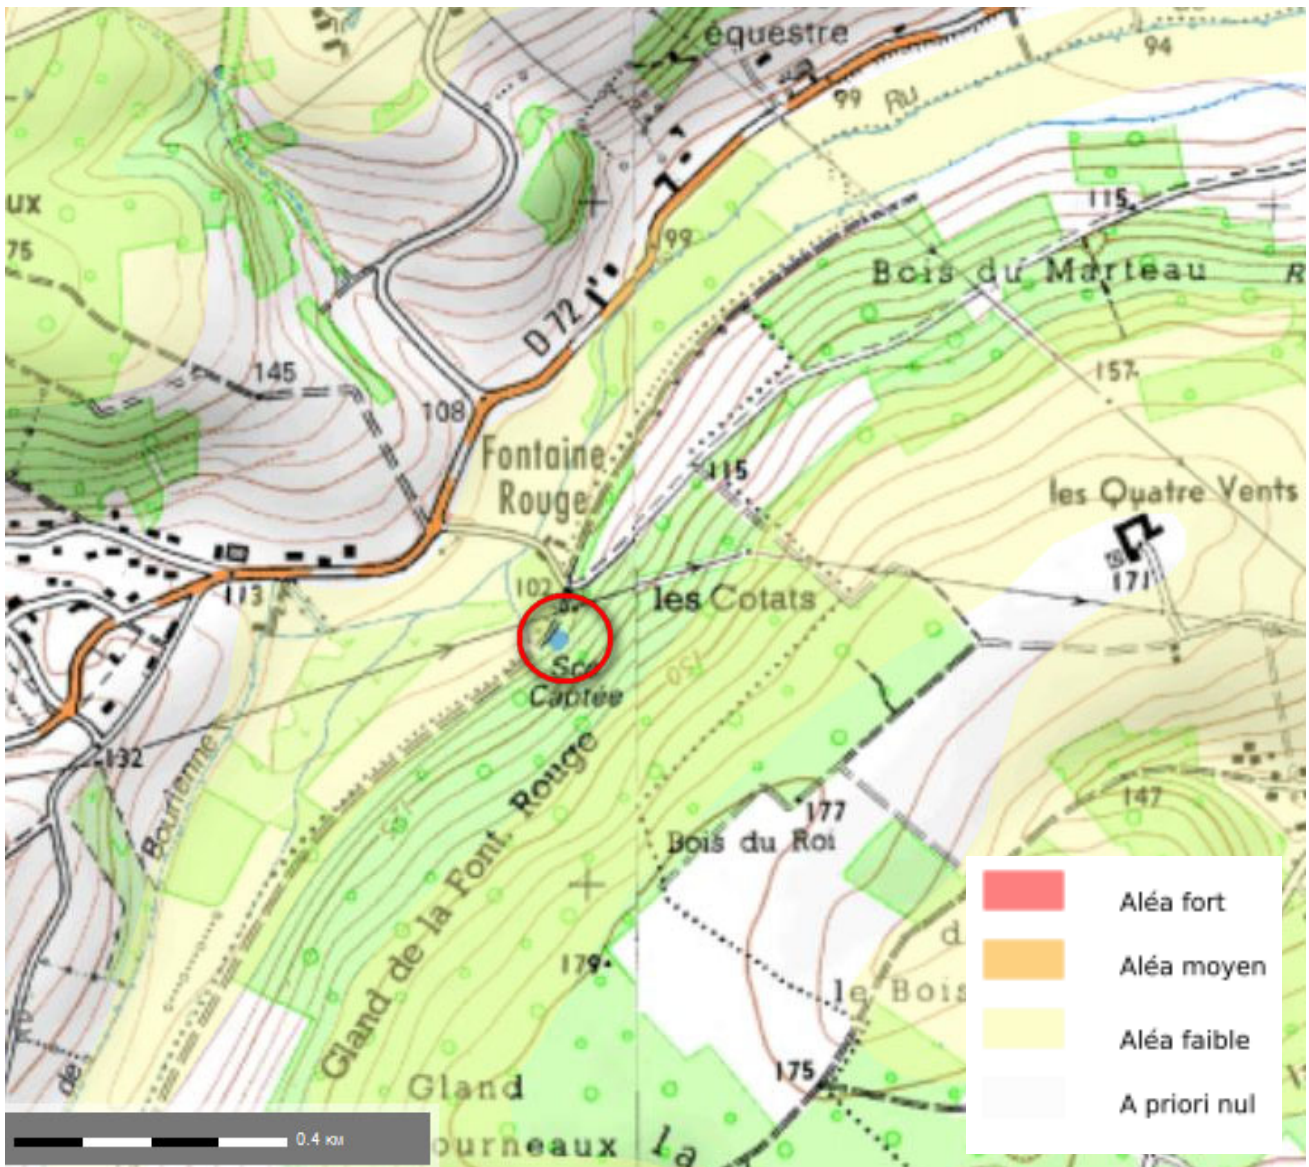 équestre
94
99
Ru
ux
115
75
99
Bois du Marteau
R
D 72
145
157
108
Fontaine
Rouge
115
les Quatre Vents
171
102
113
les Cotats
150
Sce
Captée
132
147
177
Bois du Roi
Gland de la Font. Rouge
179
le Bois
d
175
de
Gland
ourneaux
la
0.4 км
Aléa fort
Aléa moyen
Aléa faible
A priori nul